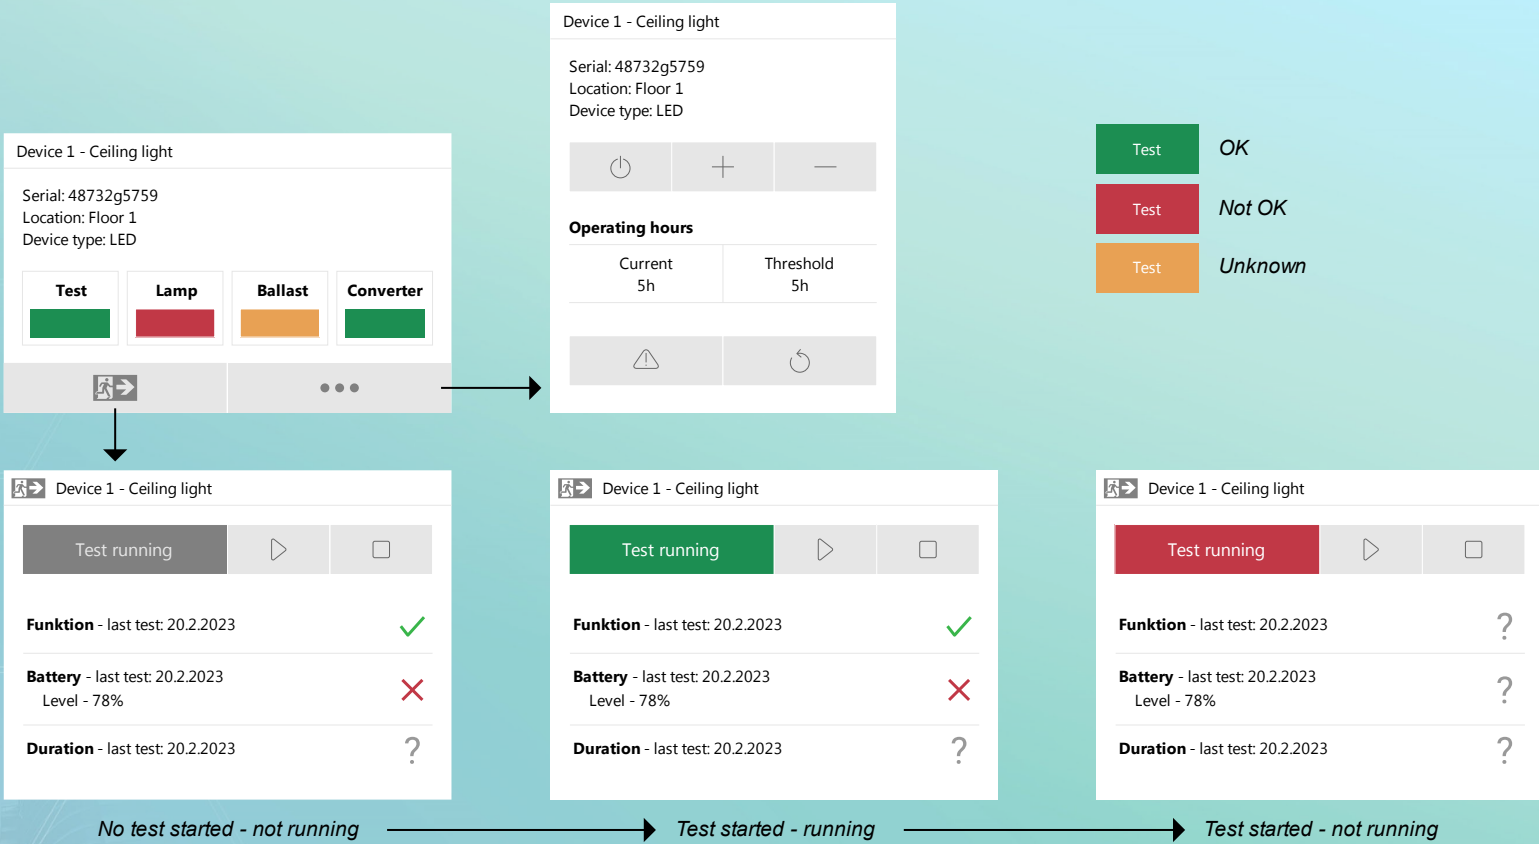 Device 1 - Ceiling light
Serial: 48732g5759
Location: Floor 1
Device type: LED
Test
Lamp
Ballast
Converter
Device 1 - Ceiling light
Serial: 48732g5759
Location: Floor 1
Device type: LED
Operating hours
Current
5h
Threshold
5h
Test
OK
Test
Not OK
Test
Unknown
Device 1 - Ceiling light
Test running
Funktion - last test: 20.2.2023
Battery - last test: 20.2.2023
Level - 78%
Duration - last test: 20.2.2023
?
No test started - not running
Device 1 - Ceiling light
Test running
Funktion - last test: 20.2.2023
Battery - last test: 20.2.2023
Level - 78%
Duration - last test: 20.2.2023
?
Test started - running
Device 1 - Ceiling light
Test running
Funktion - last test: 20.2.2023
?
Battery - last test: 20.2.2023
Level - 78%
?
Duration - last test: 20.2.2023
?
Test started - not running